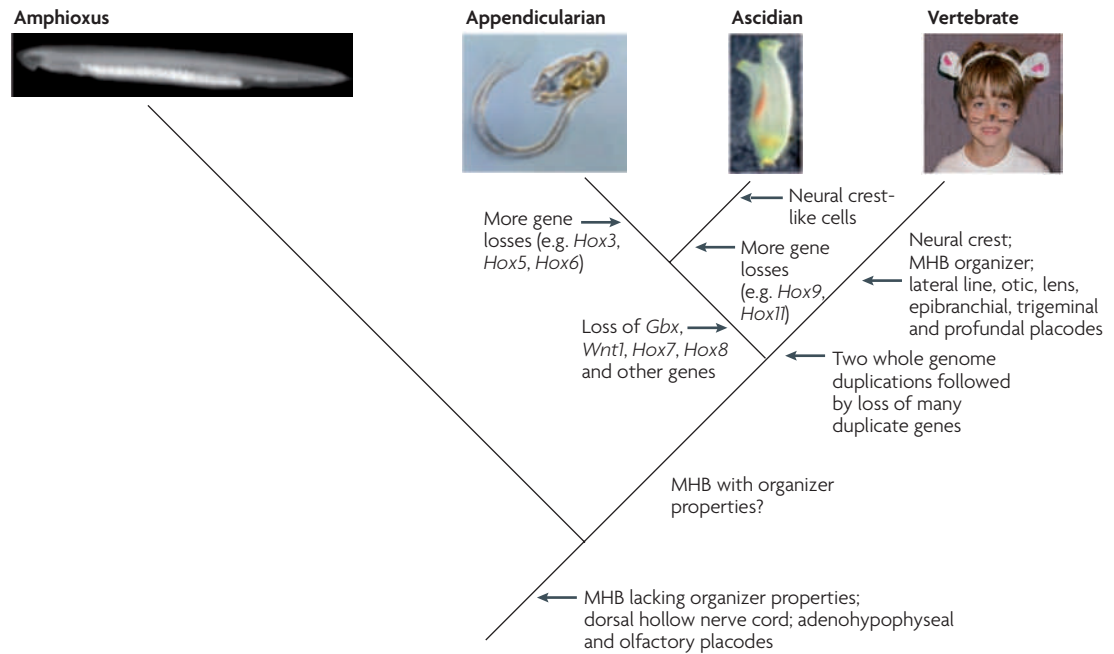 Amphioxus
Appendicularian
Ascidian
Vertebrate
Neural crest-
like cells
More gene
losses (e.g. Hox3,
Hox5, Hox6)
More gene
losses
(e.g. Hox9,
Hox11)
Neural crest;
MHB organizer;
lateral line, otic, lens,
epibranchial, trigeminal
and profundal placodes
Loss of Gbx,
Wnt1, Hox7, Hox8
and other genes
Two whole genome
duplications followed
by loss of many
duplicate genes
MHB with organizer
properties?
MHB lacking organizer properties;
dorsal hollow nerve cord; adenohypophyseal
and olfactory placodes